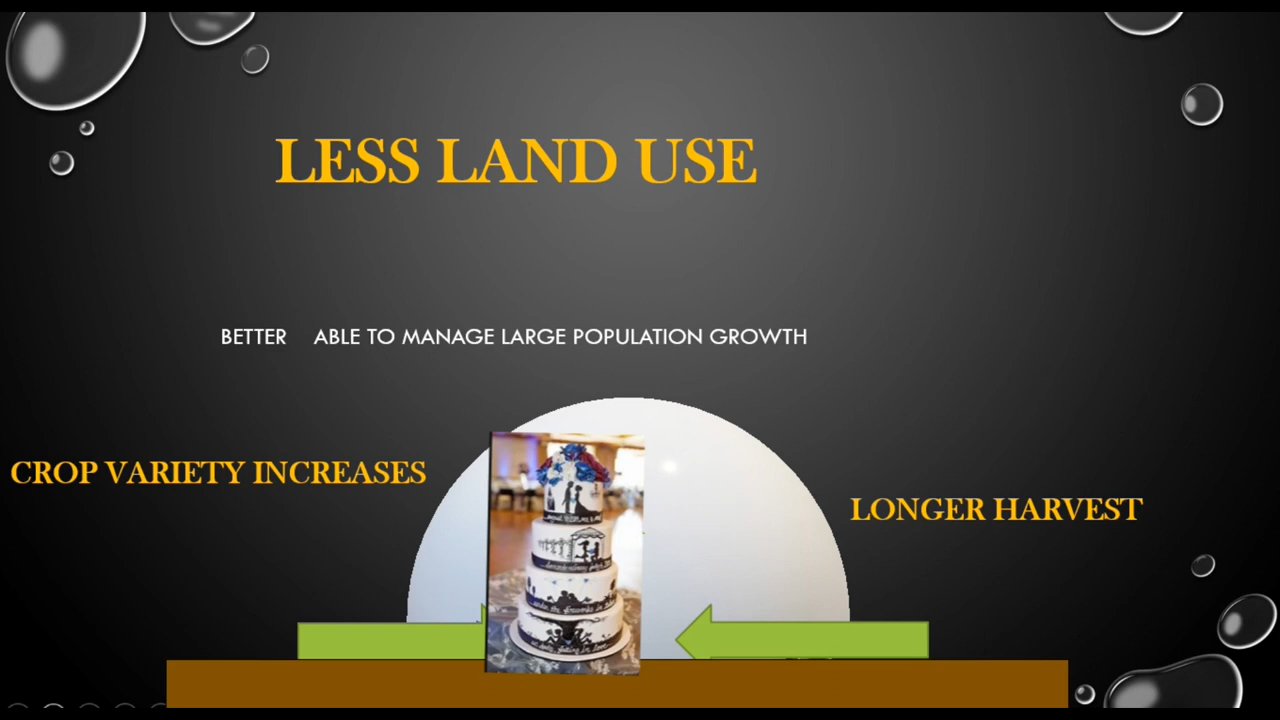 LESS LAND USE
BETTER ABLE TO MANAGE LARGE POPULATION GROWTH
CROP VARIETY INCREASES
LONGER HARVEST